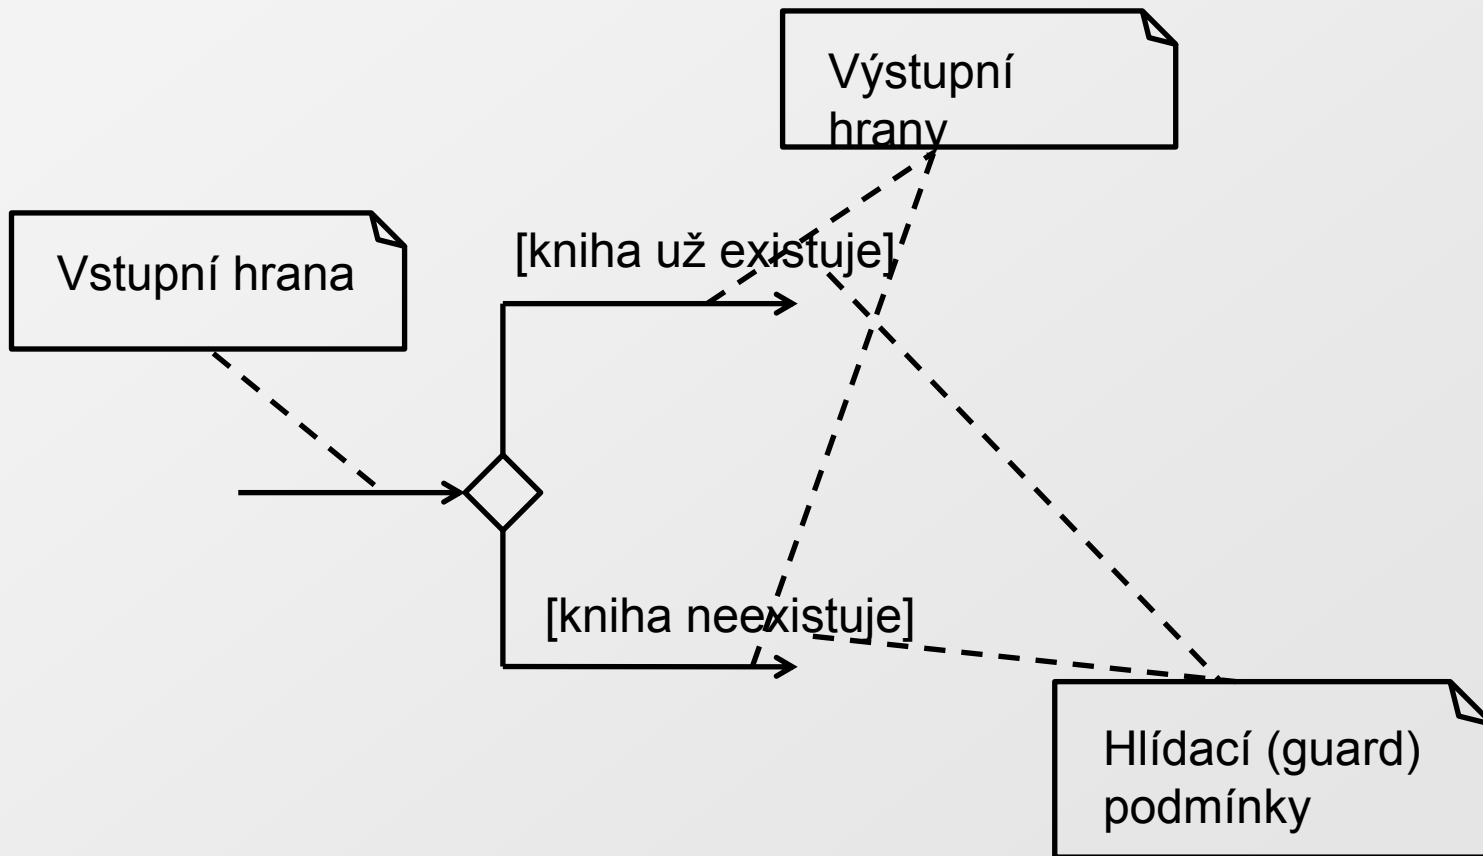 Výstupní
hrany
Vstupní hrana
[kniha už existuje]
[kniha neexistuje]
Hlídací (guard)
podmínky